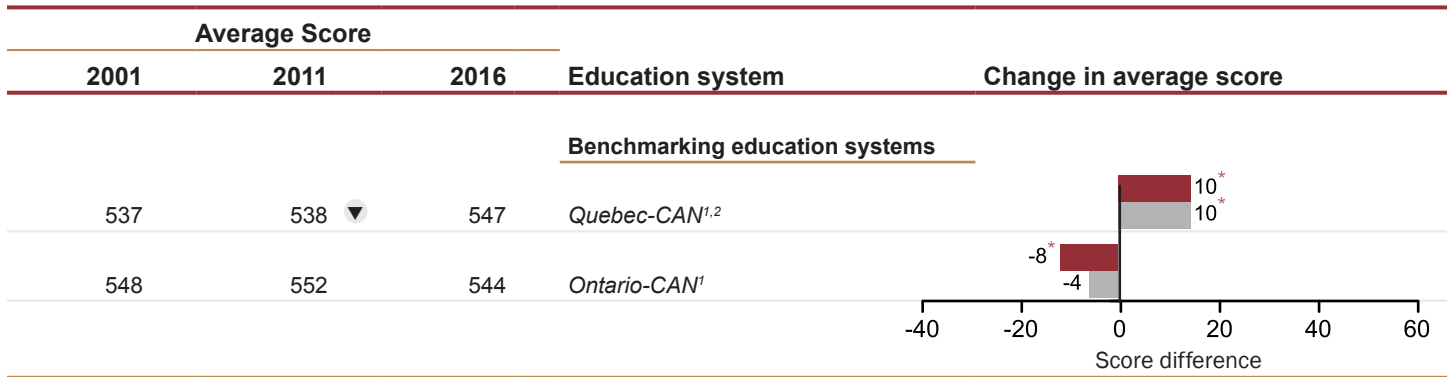 Average Score
2001 2011 2016 Education system Change in average score
Benchmarking education systems
537 538 ▼ 547 Quebec-CAN¹,² 10*
10*
548 552 544 Ontario-CAN¹ -8*
-4
-40 -20 0 20 40 60
Score difference